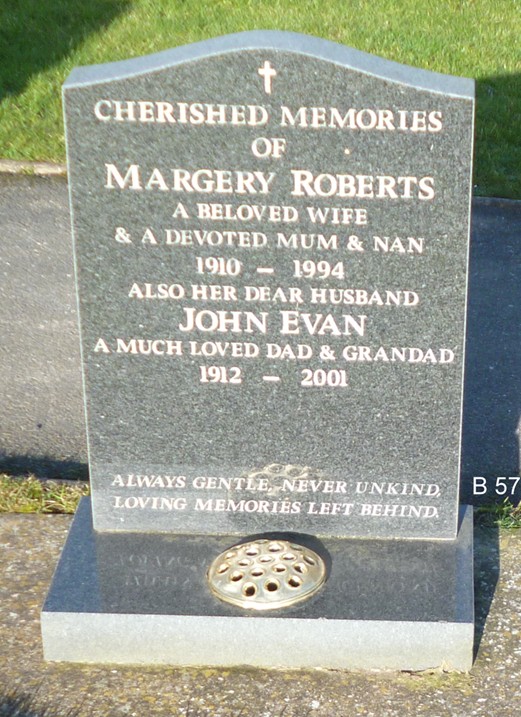 CHERISHED MEMORIES
OF
MARGERY ROBERTS
A BELOVED WIFE
& A DEVOTED MUM & NAN
1910 – 1994
ALSO HER DEAR HUSBAND
JOHN EVAN
A MUCH LOVED DAD & GRANDAD
1912 – 2001
ALWAYS GENTLE, NEVER UNKIND,
LOVING MEMORIES LEFT BEHIND.
B 57